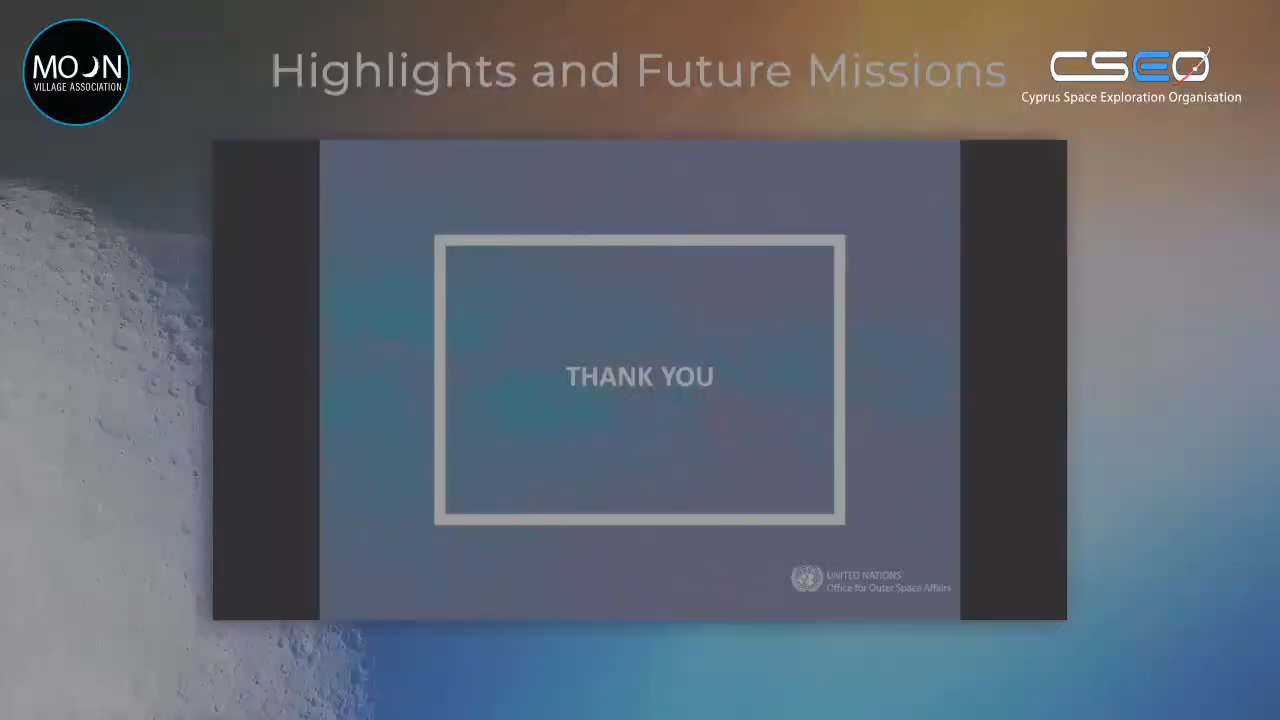 MOON
VILLAGE ASSOCIATION
Highlights and Future Missions
CSEO
Cyprus Space Exploration Organisation
THANK YOU
UNITED NATIONS
Office for Outer Space Affairs